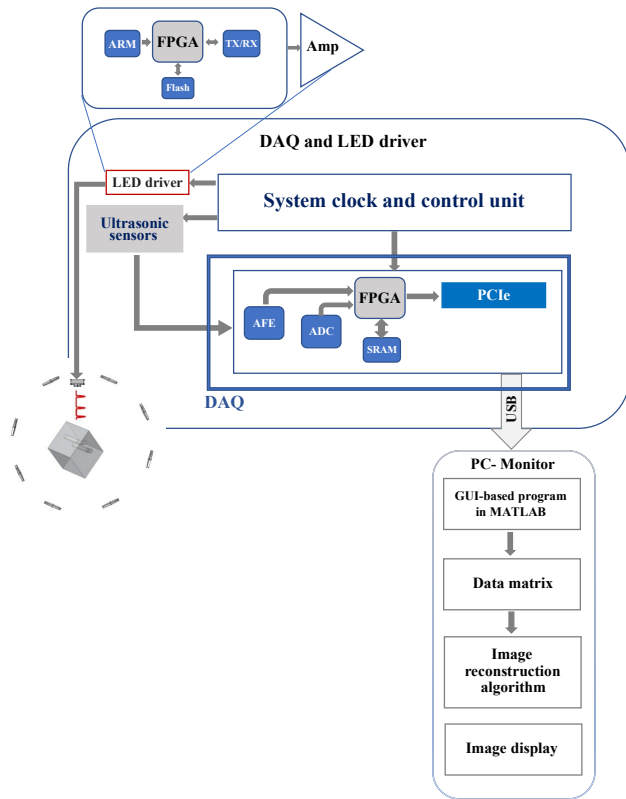 ARM
FPGA
TX/RX
Flash
Amp
DAQ and LED driver
LED driver
System clock and control unit
Ultrasonic
sensors
FPGA
PCIe
AFE
ADC
SRAM
DAQ
USB
PC- Monitor
GUI-based program
in MATLAB
Data matrix
Image
reconstruction
algorithm
Image display